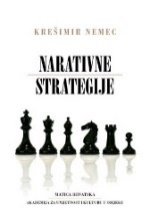 KREŠIMIR NEMEC
NARATIVNE
STRATEGIJE
MATICA HRVATSKA
AKADEMIJA ZA UMJETNOST I KULTURU U OSIJEKU